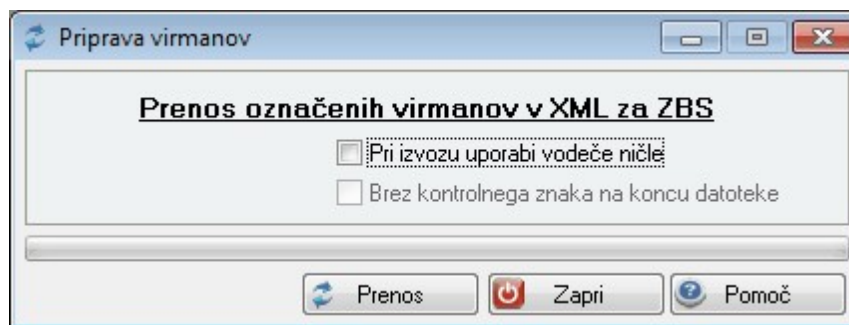 Priprava virmanov
Prenos označenih virmanov v XML za ZBS
Pri izvozu uporabi vodeče ničle
Brez kontrolnega znaka na koncu datoteke
Prenos Zapri Pomoč